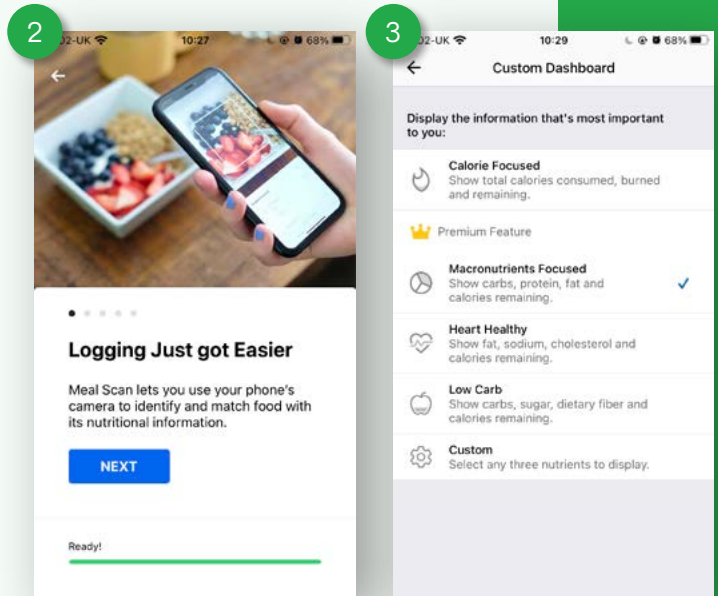 2
02-UK 10:27 68%
Logging Just got Easier
Meal Scan lets you use your phone's
camera to identify and match food with
its nutritional information.
NEXT
Ready!
3
02-UK 10:29 68%
Custom Dashboard
Display the information that's most important
to you:
Calorie Focused
Show total calories consumed, burned
and remaining.
Premium Feature
Macronutrients Focused
Show carbs, protein, fat and
calories remaining.
Heart Healthy
Show fat, sodium, cholesterol and
calories remaining.
Low Carb
Show carbs, sugar, dietary fiber and
calories remaining.
Custom
Select any three nutrients to display.